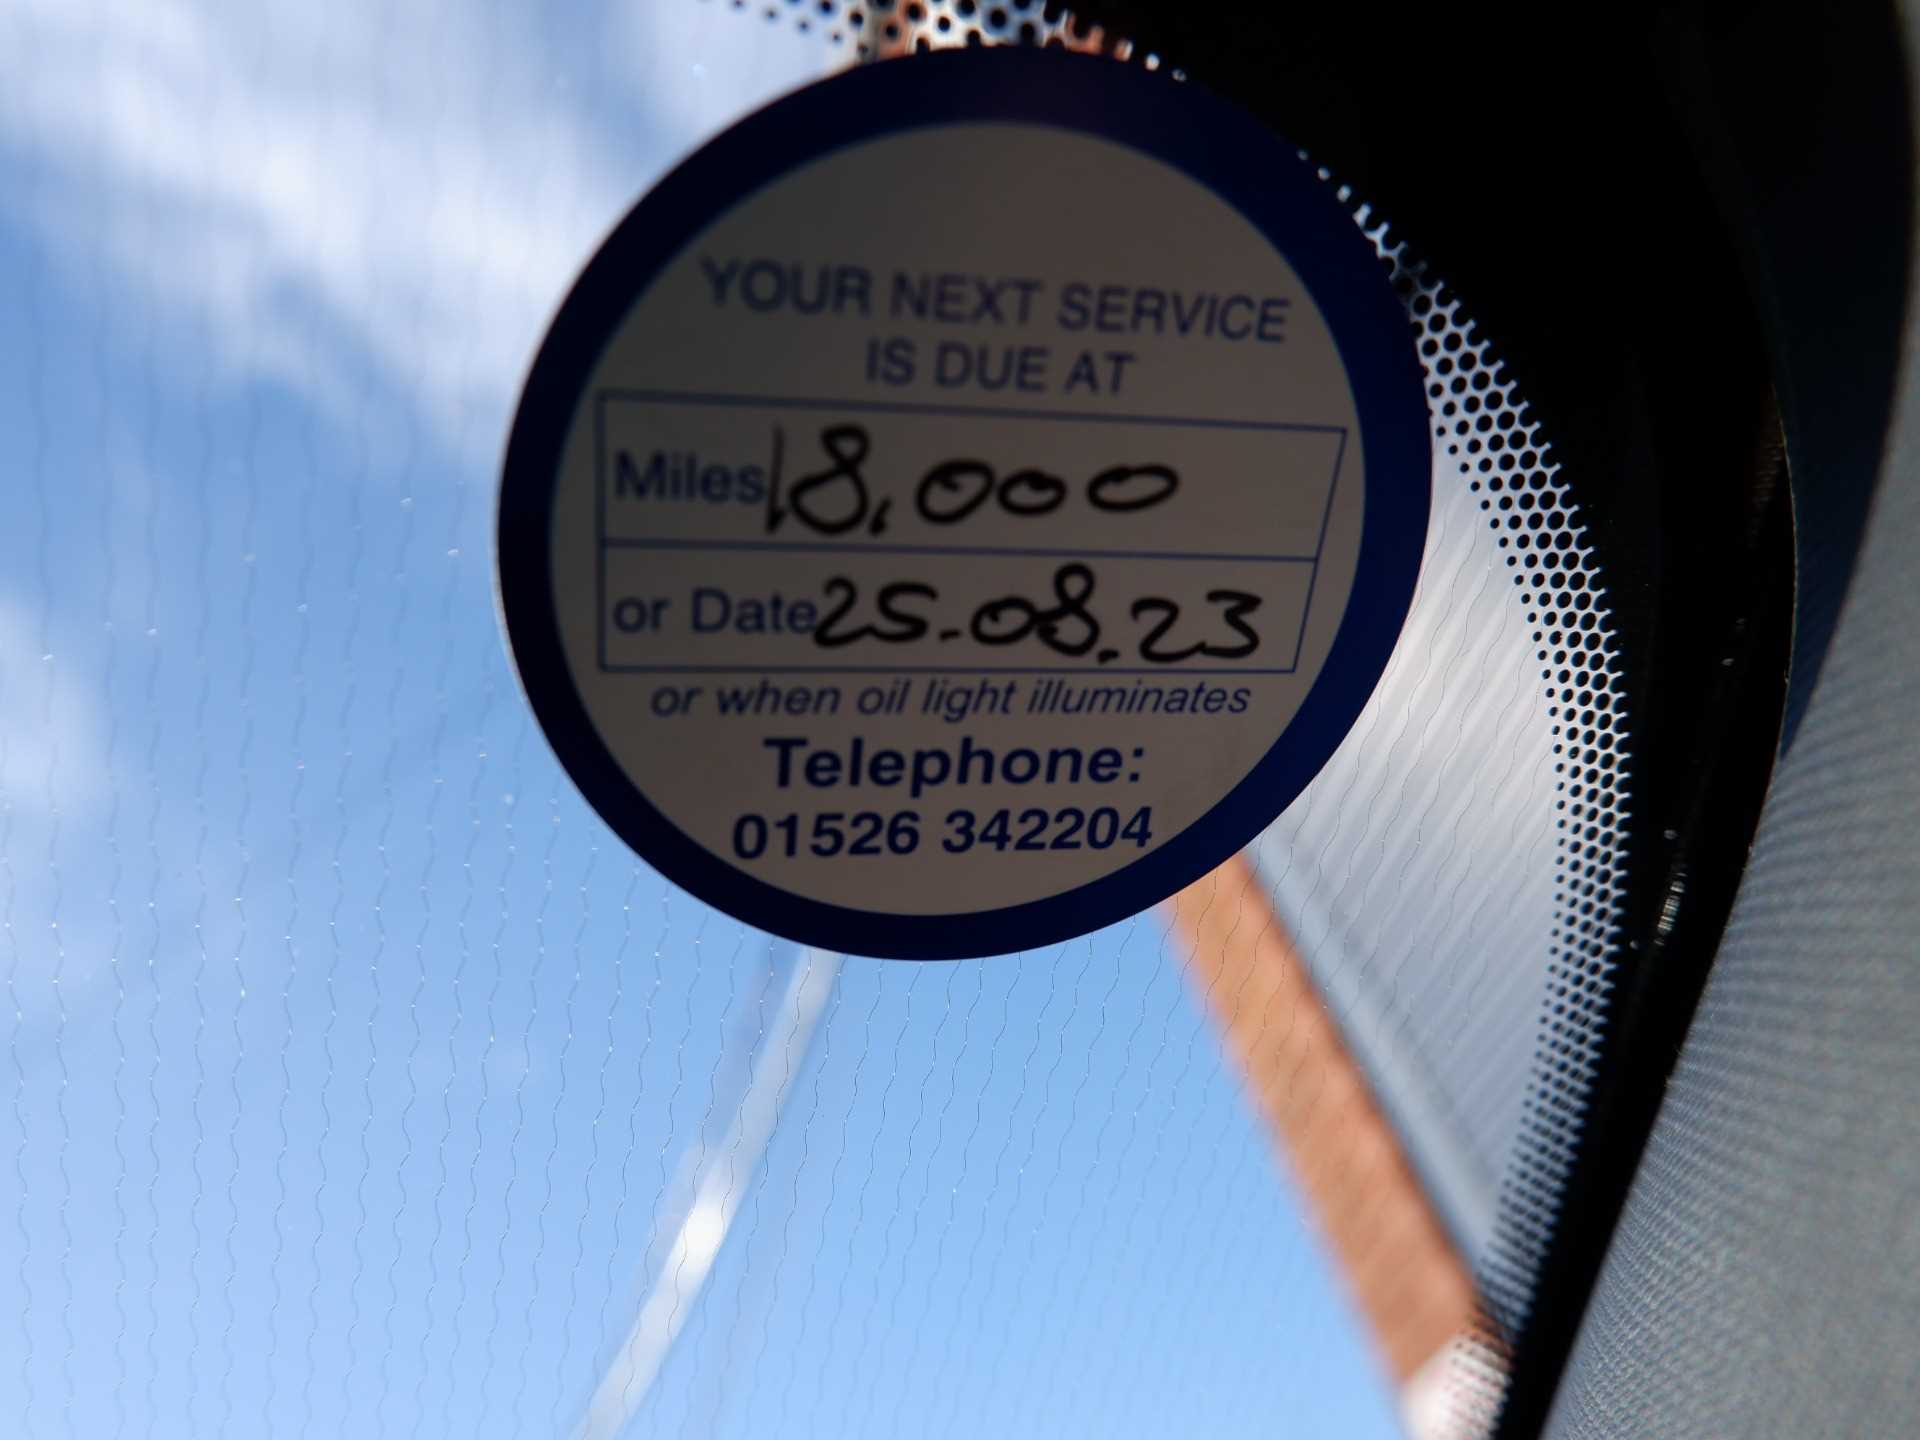 YOUR NEXT SERVICE
IS DUE AT
Miles 18,000
or Date 25.08.23
or when oil light illuminates
Telephone:
01526 342204